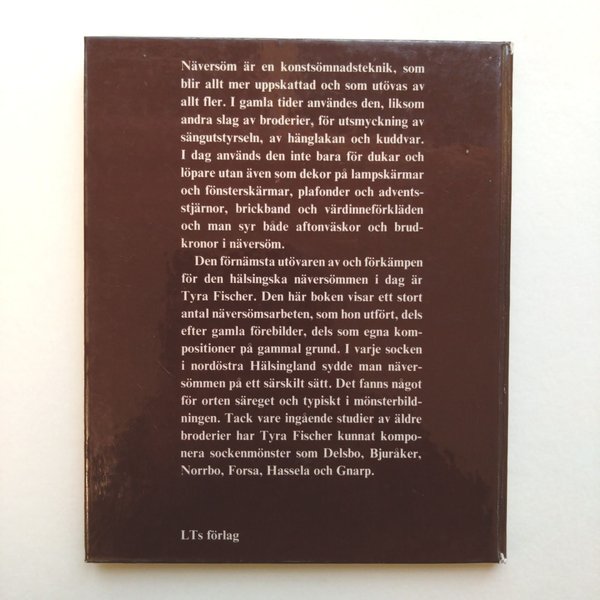 Näversöm är en konstsömnadsteknik, som
blir allt mer uppskattad och som utövas av
allt fler. I gamla tider användes den, liksom
andra slag av broderier, för utsmyckning av
sängutstyrseln, av hänglakan och kuddvar.
I dag används den inte bara för dukar och
löpare utan även som dekor på lampskärmar
och fönsterskärmar, plafonder och advents-
stjärnor, brickband och värdinneförkläden
och man syr både aftonväskor och brud-
kronor i näversöm.
Den förnämsta utövaren av och förkämpen
för den hälsingska näversömmen i dag är
Tyra Fischer. Den här boken visar ett stort
antal näversömsarbeten, som hon utfört, dels
efter gamla förebilder, dels som egna kom-
positioner på gammal grund. I varje socken
i nordöstra Hälsingland sydde man näver-
sömmen på ett särskilt sätt. Det fanns något
för orten säreget och typiskt i mönsterbild-
ningen. Tack vare ingående studier av äldre
broderier har Tyra Fischer kunnat kompo-
nera sockenmönster som Delsbo, Bjuråker,
Norrbo, Forsa, Hassela och Gnarp.
LTs förlag